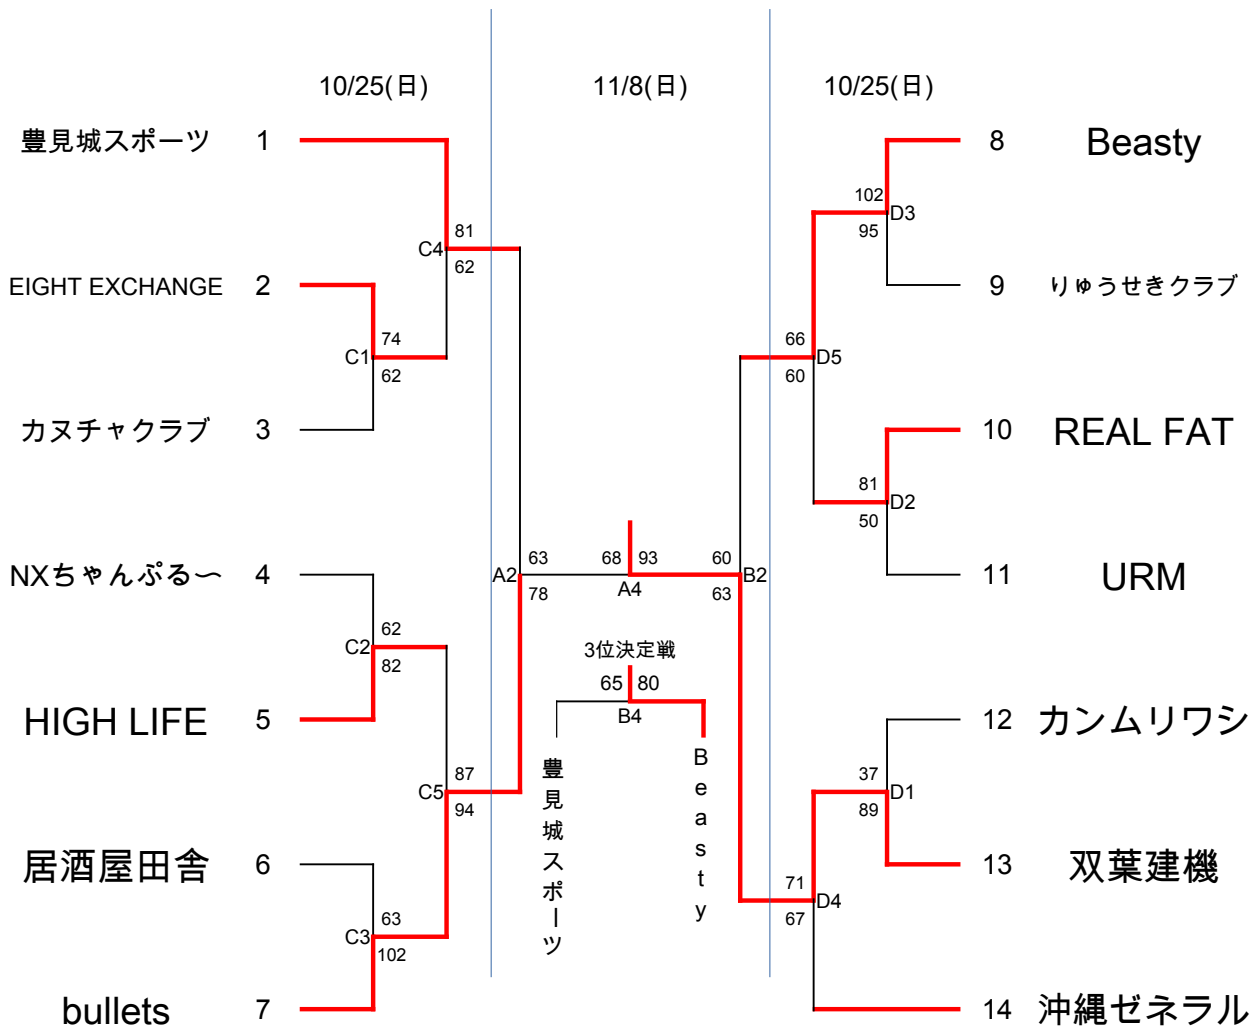 10/25(日) 11/8(日) 10/25(日)
豊見城スポーツ 1
8 Beasty
102
D3
95
81
C4
62
EIGHT EXCHANGE 2
9 りゅうせきクラブ
74
C1
62
66
D5
60
カヌチャクラブ 3
10 REAL FAT
81
D2
50
NXちゃんぷる〜 4
11 URM
63
A2
78
68 93
A4
60
B2
63
62
C2
82
3位決定戦
65 80
B4
豊見城スポーツ
Beasty
HIGH LIFE 5
12 カンムリワシ
87
C5
94
37
D1
89
居酒屋田舎 6
13 双葉建機
71
D4
67
63
C3
102
bullets 7
14 沖縄ゼネラル